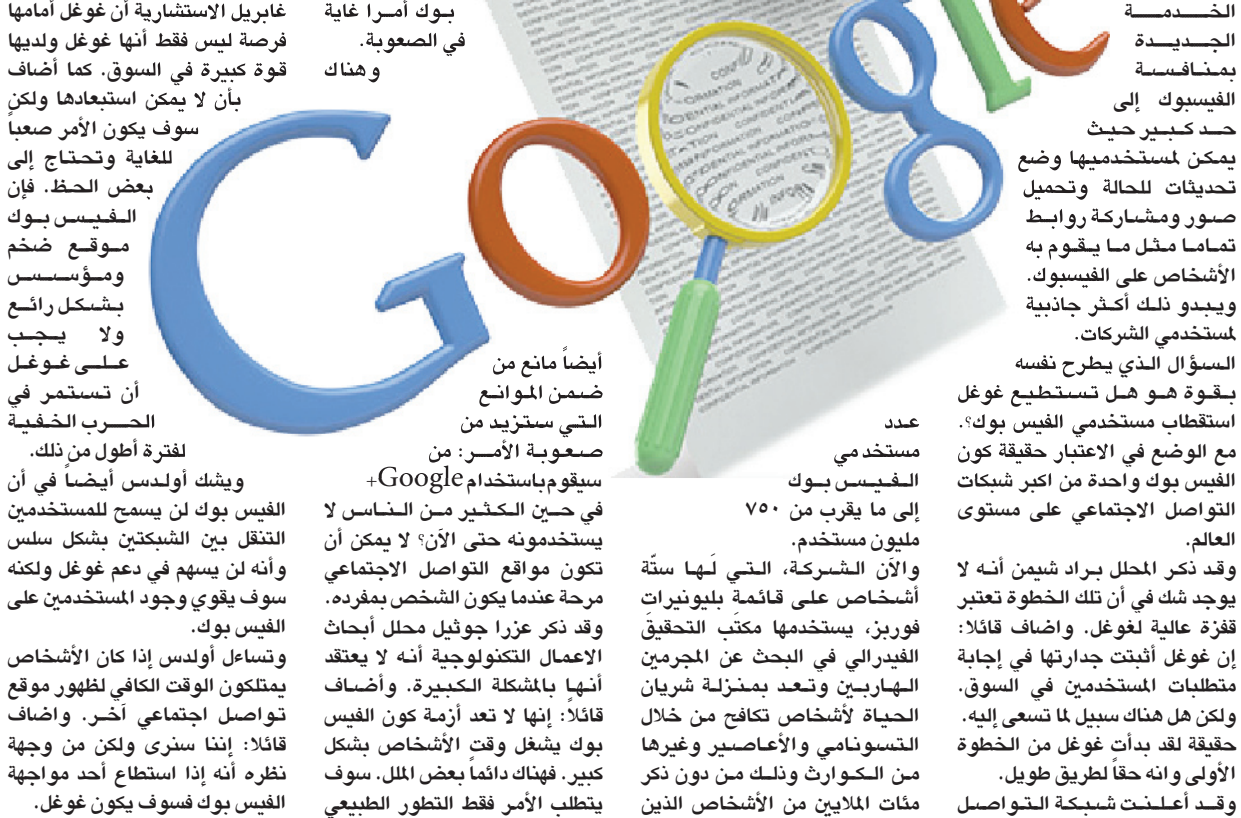 الخدمة
الجديدة
بمنافسة
الفيسبوك إلى
حد كبير حيث
يمكن لمستخدميها وضع
تحديثات للحالة وتحميل
صور ومشاركة روابط
تماما مثل ما يقوم به
الأشخاص على الفيسبوك.
ويبدو ذلك أكثر جاذبية
لمستخدمي الشركات.
السؤال الذي يطرح نفسه
بقوة هو هل تستطيع غوغل
استقطاب مستخدمي الفيس بوك؟.
مع الوضع في الاعتبار حقيقة كون
الفيس بوك واحدة من اكبر شبكات
التواصل الاجتماعي على مستوى
العالم.
وقد ذكر المحلل براد شيمن أنه لا
يوجد شك في أن تلك الخطوة تعتبر
قفزة عالية لغوغل. واضاف قائلا:
إن غوغل أثبتت جدارتها في إجابة
متطلبات المستخدمين في السوق.
ولكن هل هناك سبيل لما تسعى إليه.
حقيقة لقد بدأت غوغل من الخطوة
الأولى وانه حقاً لطريق طويل.
وقد أعلنت شبكة التواصل
عدد
مستخدمي
الفيس بوك
إلى ما يقرب من ٧٥٠
مليون مستخدم.
والآن الشركة، التي لَها ستّة
أشخاص على قائمة بليونيرات
فوربز، يستخدمها مكتَب التحقيقَ
الفيدرالي في البحث عن المجرمين
الهاربين وتعد بمنزلة شريان
الحياة لأشخاص تكافح من خلال
التسونامي والأعاصير وغيرها
من الكوارث وذلك من دون ذكر
مئات الملايين من الأشخاص الذين
بوك أمرا غاية
في الصعوبة.
وهناك
أيضاً مانع من
ضمن الموانع
التي ستزيد من
صعوبة الأمر: من
سيقوم باستخدام Google+
في حين الكثير من الناس لا
يستخدمونه حتى الآن؟ لا يمكن أن
تكون مواقع التواصل الاجتماعي
مرحة عندما يكون الشخص بمفرده.
وقد ذكر عزرا جوثيل محلل أبحاث
الاعمال التكنولوجية أنه لا يعتقد
أنها بالمشكلة الكبيرة. وأضاف
قائلا: إنها لا تعد أزمة كون الفيس
بوك يشغل وقت الأشخاص بشكل
كبير. فهناك دائماً بعض الملل. سوف
يتطلب الأمر فقط التطور الطبيعي
غابريل الاستشارية أن غوغل أمامها
فرصة ليس فقط أنها غوغل ولديها
قوة كبيرة في السوق. كما أضاف
بأن لا يمكن استبعادها ولكن
سوف يكون الأمر صعباً
للغاية وتحتاج إلى
بعض الحظ. فإن
الفيس بوك
موقع ضخم
ومؤسس
بشكل رائع
ولا يجب
على غوغل
أن تستمر في
الحرب الخفية
لفترة أطول من ذلك.
ويشك أولدس أيضاً في أن
الفيس بوك لن يسمح للمستخدمين
التنقل بين الشبكتين بشكل سلس
وأنه لن يسهم في دعم غوغل ولكنه
سوف يقوي وجود المستخدمين على
الفيس بوك.
وتساءل أولدس إذا كان الأشخاص
يمتلكون الوقت الكافي لظهور موقع
تواصل اجتماعي آخر. واضاف
قائلا: إننا سنرى ولكن من وجهة
نظره أنه إذا استطاع أحد مواجهة
الفيس بوك فسوف يكون غوغل.
Google